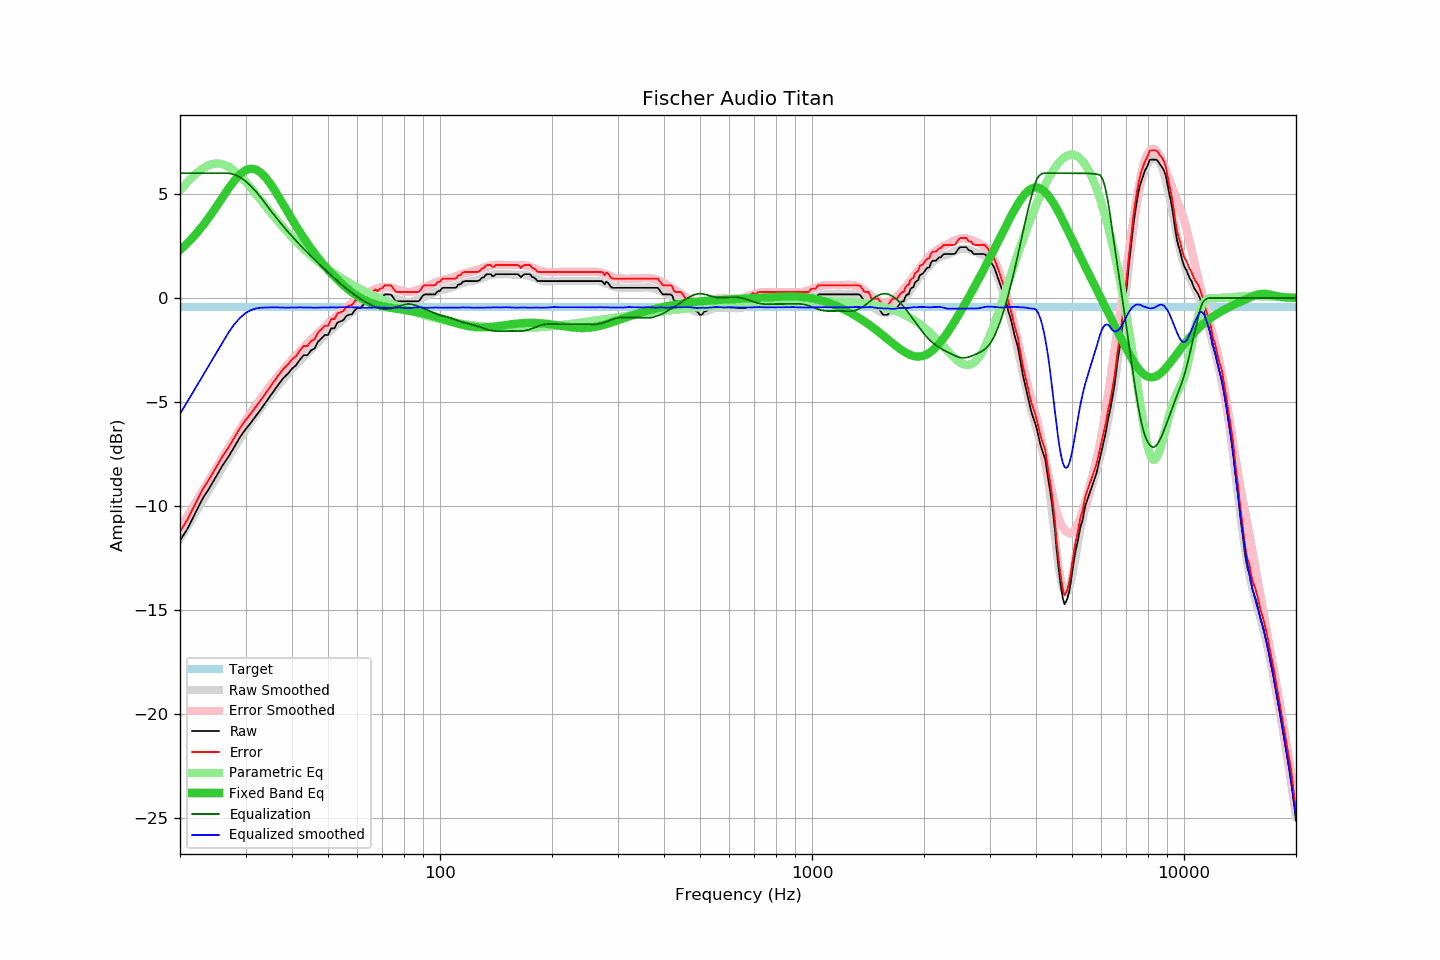 Fischer Audio Titan
5
0
−5
−10
−15
−20
−25
Amplitude (dBr)
Target
Raw Smoothed
Error Smoothed
Raw
Error
Parametric Eq
Fixed Band Eq
Equalization
Equalized smoothed
100 1000 10000
Frequency (Hz)